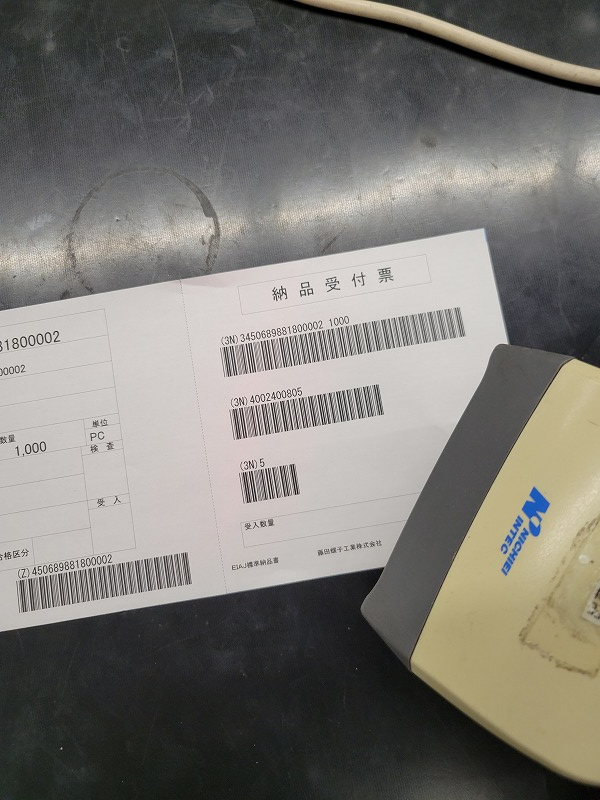 81800002
00002
数量
1,000
単位
PC
検 査
受 入
合格区分
(Z) 450689881800002
納品受付票
(3N) 3450689881800002 1000
(3N) 4002400805
(3N) 5
受入数量
EIAJ標準納品書
藤田螺子工業株式会社
NICHIEI
INTEC